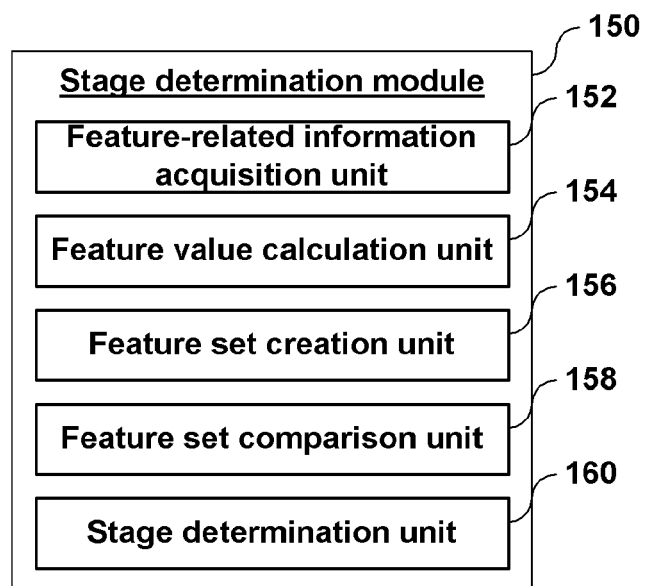 150
Stage determination module
152
Feature-related information
acquisition unit
154
Feature value calculation unit
156
Feature set creation unit
158
Feature set comparison unit
160
Stage determination unit